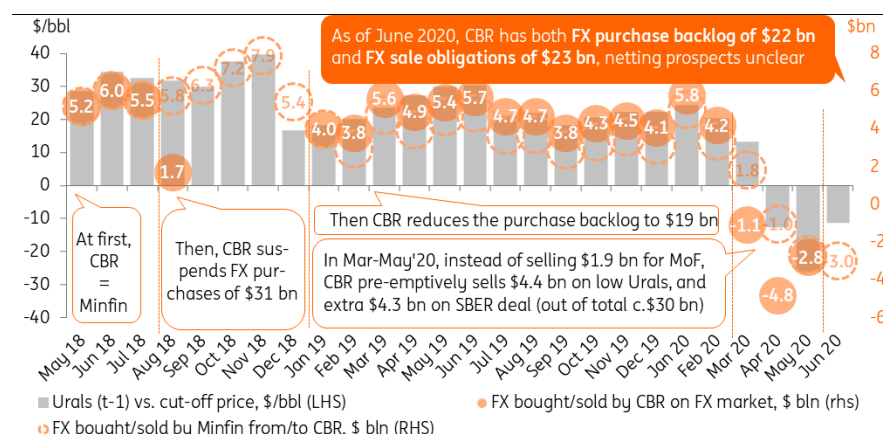 $/bbl
$bn
As of June 2020, CBR has both FX purchase backlog of $22 bn
and FX sale obligations of $23 bn, netting prospects unclear
40
30
20
10
0
-10
-20
-30
-40
8
6
4
2
0
-2
-4
-6
5.2
6.0
5.5
5.8
1.7
6.3
7.2
7.9
5.4
4.0
3.8
5.6
4.9
5.4
5.7
4.7
4.7
3.8
4.3
4.5
4.1
5.8
4.2
1.8
-1.1
-1.0
-4.8
-2.8
-3.0
At first,
CBR
=
Minfin
Then, CBR sus-
pends FX pur-
chases of $31 bn
Then CBR reduces the purchase backlog to $19 bn
In Mar-May'20, instead of selling $1.9 bn for MoF,
CBR pre-emptively sells $4.4 bn on low Urals, and
extra $4.3 bn on SBER deal (out of total c.$30 bn)
May 18
Jun 18
Jul 18
Aug 18
Sep 18
Oct 18
Nov 18
Dec 18
Jan 19
Feb 19
Mar 19
Apr 19
May 19
Jun 19
Jul 19
Aug 19
Sep 19
Oct 19
Nov 19
Dec 19
Jan 20
Feb 20
Mar 20
Apr 20
May 20
Jun 20
Urals (t-1) vs. cut-off price, $/bbl (LHS)
FX bought/sold by CBR on FX market, $ bln (rhs)
FX bought/sold by Minfin from/to CBR, $ bln (RHS)